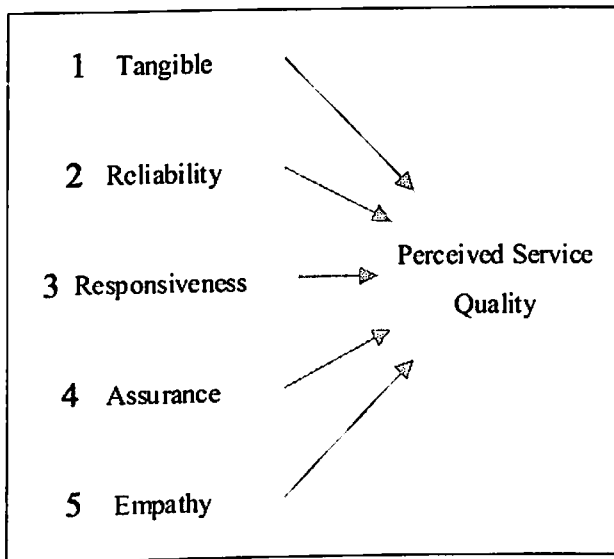 1 Tangible
2 Reliability
3 Responsiveness
Perceived Service
Quality
4 Assurance
5 Empathy